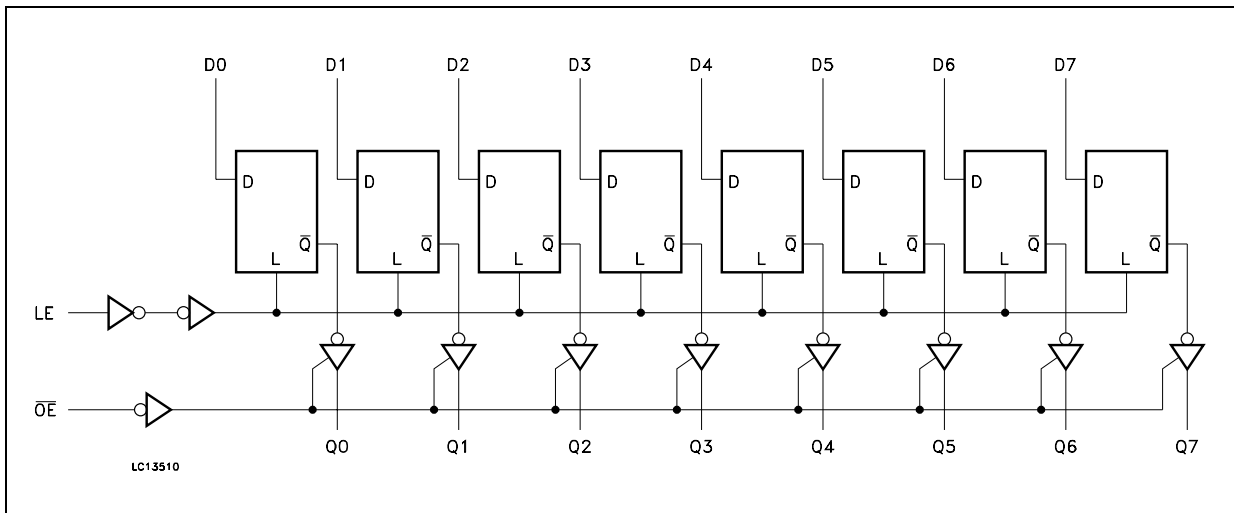 D0 D1 D2 D3 D4 D5 D6 D7
D D D D D D D D
Q̅ Q̅ Q̅ Q̅ Q̅ Q̅ Q̅ Q̅
L L L L L L L L
LE
O̅E̅
Q0 Q1 Q2 Q3 Q4 Q5 Q6 Q7
LC13510